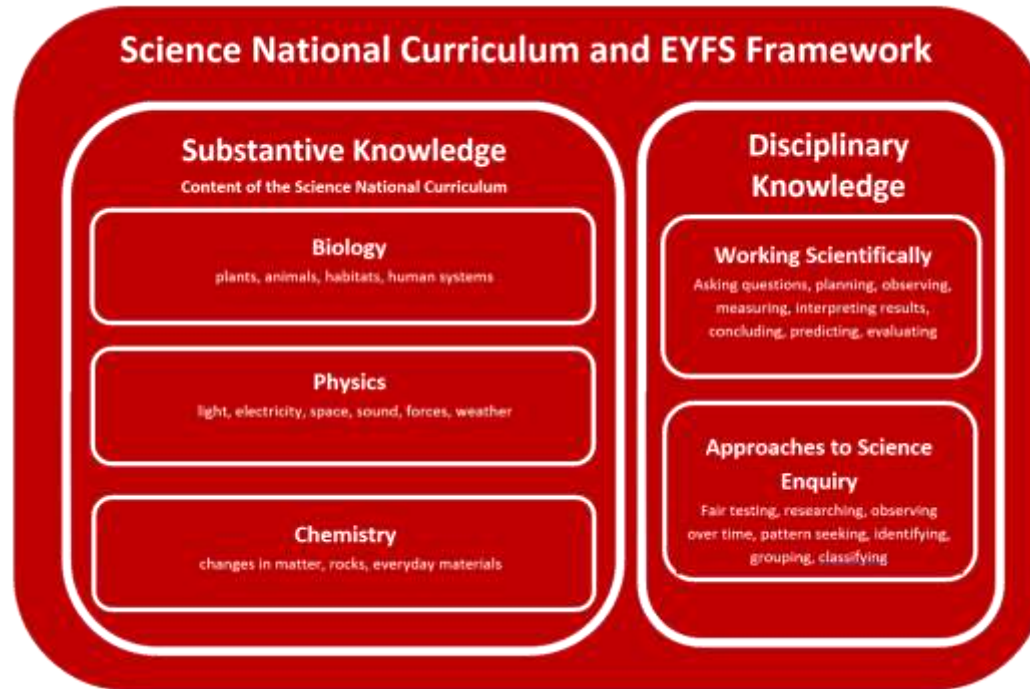 Science National Curriculum and EYFS Framework
Substantive Knowledge
Content of the Science National Curriculum
Biology
plants, animals, habitats, human systems
Physics
light, electricity, space, sound, forces, weather
Chemistry
changes in matter, rocks, everyday materials
Disciplinary
Knowledge
Working Scientifically
Asking questions, planning, observing,
measuring, interpreting results,
concluding, predicting, evaluating
Approaches to Science
Enquiry
Fair testing, researching, observing
over time, pattern seeking, identifying,
grouping, classifying